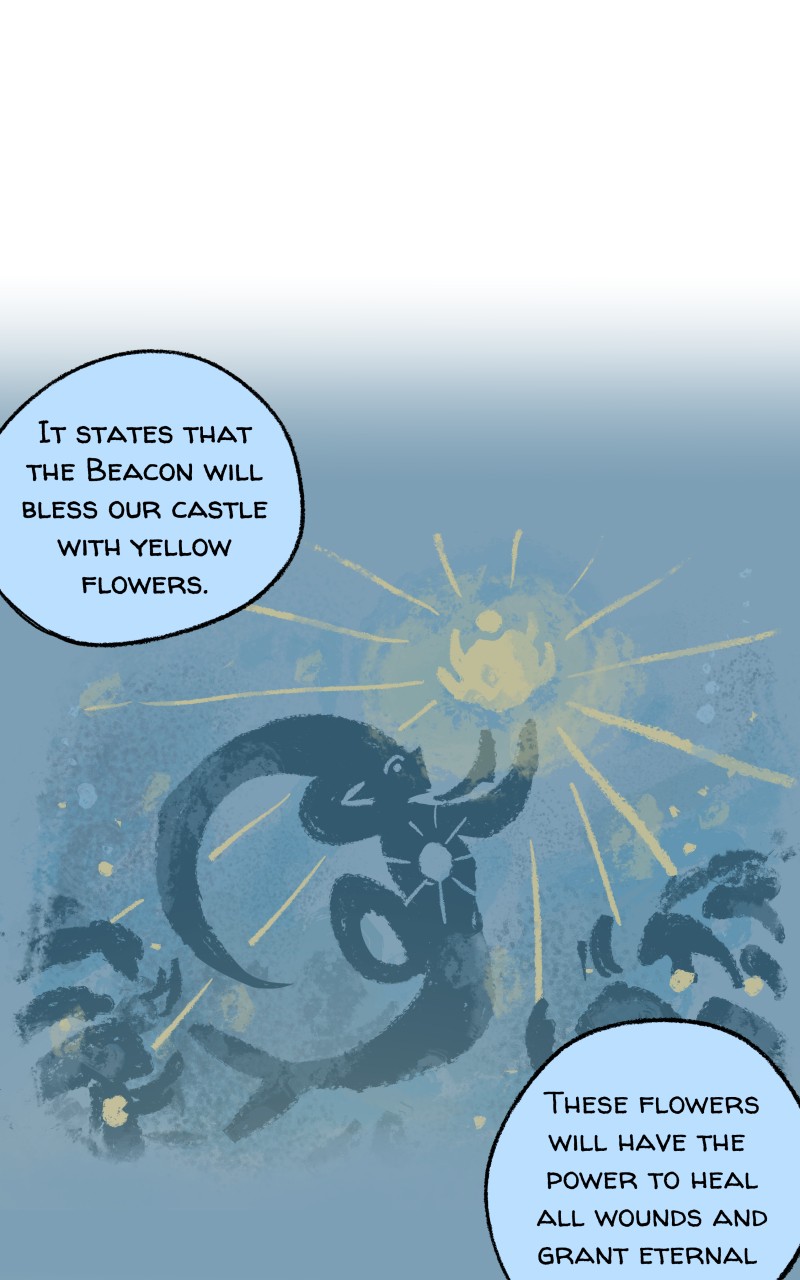 It states that
the Beacon will
bless our castle
with yellow
flowers.
These flowers
will have the
power to heal
all wounds and
grant eternal